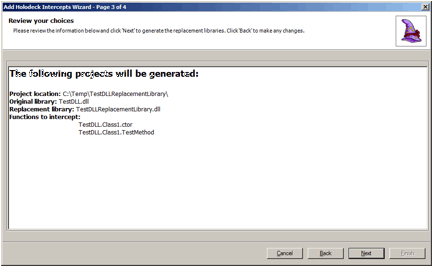 Add Holodeck Intercepts Wizard - Page 3 of 4
Review your choices
Please review the information below and click 'Next' to generate the replacement libraries. Click 'Back' to make any changes.
The following projects will be generated:
Project location: C:\Temp\TestDLLReplacementLibrary\
Original library: TestDLL.dll
Replacement library: TestDLLReplacementLibrary.dll
Functions to intercept:
TestDLL.Class1.ctor
TestDLL.Class1.TestMethod
Cancel Back Next Finish